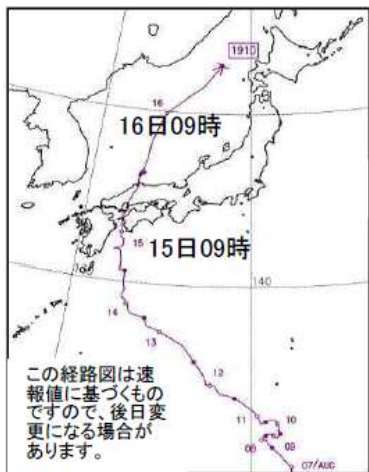 1910
16
16日09時
15
15日09時
140
14
13
12
11
10
09
08
07/AUG
この経路図は速
報値に基づくもの
ですので、後日変
更になる場合が
あります。